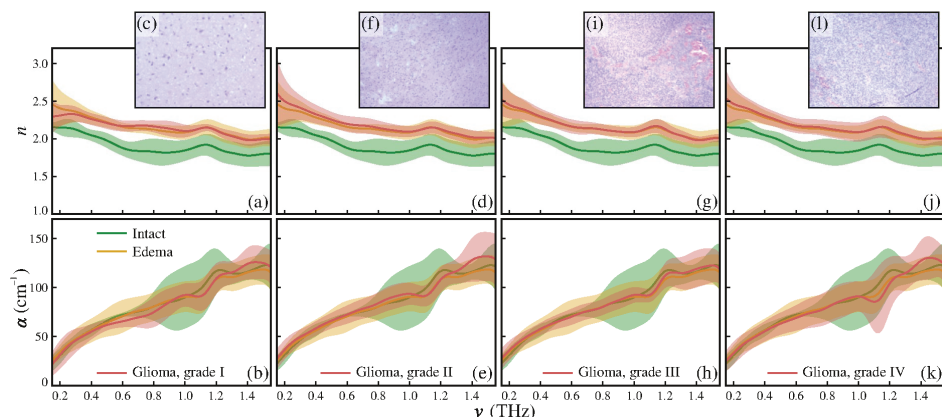 (c) (f) (i) (l)
3.0
2.5
n 2.0
1.5
1.0 (a) (d) (g) (j)
150 Intact
Edema
α (cm⁻¹) 100
50
0 Glioma, grade I (b) Glioma, grade II (e) Glioma, grade III (h) Glioma, grade IV (k)
0.2 0.4 0.6 0.8 1.0 1.2 1.4 0.2 0.4 0.6 0.8 1.0 1.2 1.4 0.2 0.4 0.6 0.8 1.0 1.2 1.4 0.2 0.4 0.6 0.8 1.0 1.2 1.4
ν (THz)